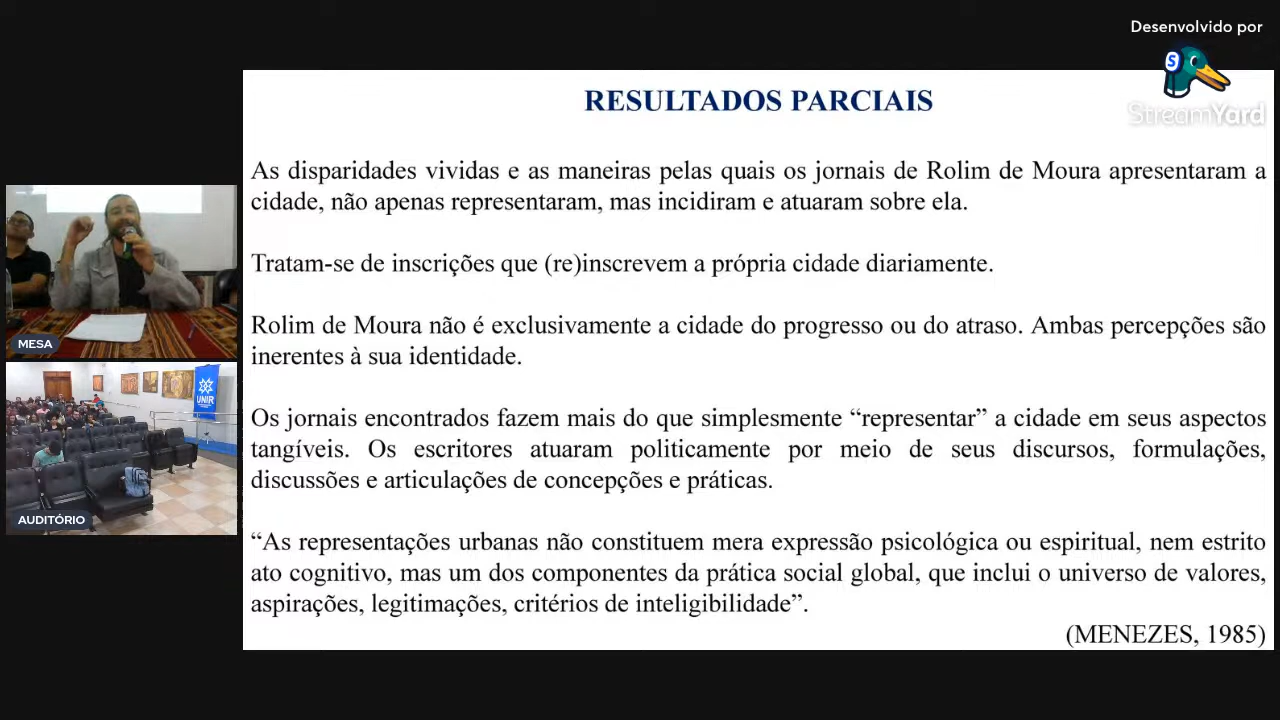 Desenvolvido por
S
StreamYard
RESULTADOS PARCIAIS
As disparidades vividas e as maneiras pelas quais os jornais de Rolim de Moura apresentaram a
cidade, não apenas representaram, mas incidiram e atuaram sobre ela.
Tratam-se de inscrições que (re)inscrevem a própria cidade diariamente.
Rolim de Moura não é exclusivamente a cidade do progresso ou do atraso. Ambas percepções são
inerentes à sua identidade.
Os jornais encontrados fazem mais do que simplesmente “representar” a cidade em seus aspectos
tangíveis. Os escritores atuaram politicamente por meio de seus discursos, formulações,
discussões e articulações de concepções e práticas.
“As representações urbanas não constituem mera expressão psicológica ou espiritual, nem estrito
ato cognitivo, mas um dos componentes da prática social global, que inclui o universo de valores,
aspirações, legitimações, critérios de inteligibilidade”.
(MENEZES, 1985)
MESA
UNIR
AUDITÓRIO